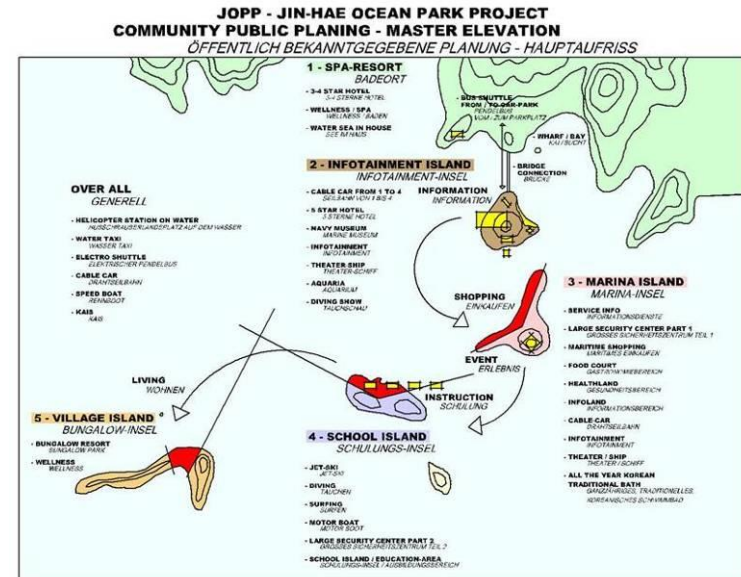 JOPP - JIN-HAE OCEAN PARK PROJECT
COMMUNITY PUBLIC PLANING - MASTER ELEVATION
ÖFFENTLICH BEKANNTGEGEBENE PLANUNG - HAUPTAUFRISS
1 - SPA-RESORT
BADEORT
- 3-4 STAR HOTEL
3-4 STERNE HOTEL
- WELLNESS / SPA
WELLNESS / BADEN
- WATER SEA IN HOUSE
SEE IM HAUS
- BUS SHUTTLE
FROM / TO CAR-PARK
PENDELBUS
VOM / ZUM PARKPLATZ
- WHARF / BAY
KAI / BUCHT
- BRIDGE
CONNECTION
BRÜCKE
2 - INFOTAINMENT ISLAND
INFOTAINMENT-INSEL
- CABLE CAR FROM 1 TO 4
SEILBAHN VON 1 BIS 4
- 5 STAR HOTEL
5 STERNE HOTEL
- NAVY MUSEUM
MARINE MUSEUM
- INFOTAINMENT
INFOTAINMENT
- THEATER SHIP
THEATER-SCHIFF
- AQUARIA
AQUARIUM
- DIVING SHOW
TAUCHSCHAU
INFORMATION
INFORMATION
OVER ALL
GENERELL
- HELICOPTER STATION ON WATER
HUBSCHRAUBERLANDEPLATZ AUF DEM WASSER
- WATER TAXI
WASSER TAXI
- ELECTRO SHUTTLE
ELEKTRISCHER PENDELBUS
- CABLE CAR
DRAHTSEILBAHN
- SPEED BOAT
RENNBOOT
- KAIS
KAIS
SHOPPING
EINKAUFEN
3 - MARINA ISLAND
MARINA-INSEL
- SERVICE INFO
INFORMATIONSDIENSTE
- LARGE SECURITY CENTER PART 1
GROSSES SICHERHEITSZENTRUM TEIL 1
- MARITIME SHOPPING
MARITIMES EINKAUFEN
- FOOD COURT
GASTRONOMIEBEREICH
- HEALTHLAND
GESUNDHEITSBEREICH
- INFOLAND
INFORMATIONSBEREICH
- CABLE-CAR
DRAHTSEILBAHN
- INFOTAINMENT
INFOTAINMENT
- THEATER / SHIP
THEATER / SCHIFF
- ALL THE YEAR KOREAN
TRADITIONAL BATH
GANZJÄHRIGES, TRADITIONELLES,
KOREANISCHTS SCHWIMMBAD
EVENT
ERLEBNIS
INSTRUCTION
SCHULUNG
LIVING
WOHNEN
5 - VILLAGE ISLAND
BUNGALOW-INSEL
- BUNGALOW RESORT
BUNGALOW PARK
- WELLNESS
WELLNESS
4 - SCHOOL ISLAND
SCHULUNGS-INSEL
- JET-SKI
JET-SKI
- DIVING
TAUCHEN
- SURFING
SURFEN
- MOTOR BOAT
MOTOR BOOT
- LARGE SECURITY CENTER PART 2
GROSSES SICHERHEITSZENTRUM TEIL 2
- SCHOOL ISLAND / EDUCATION-AREA
SCHULUNGS-INSEL / AUSBILDUNGSBEREICH